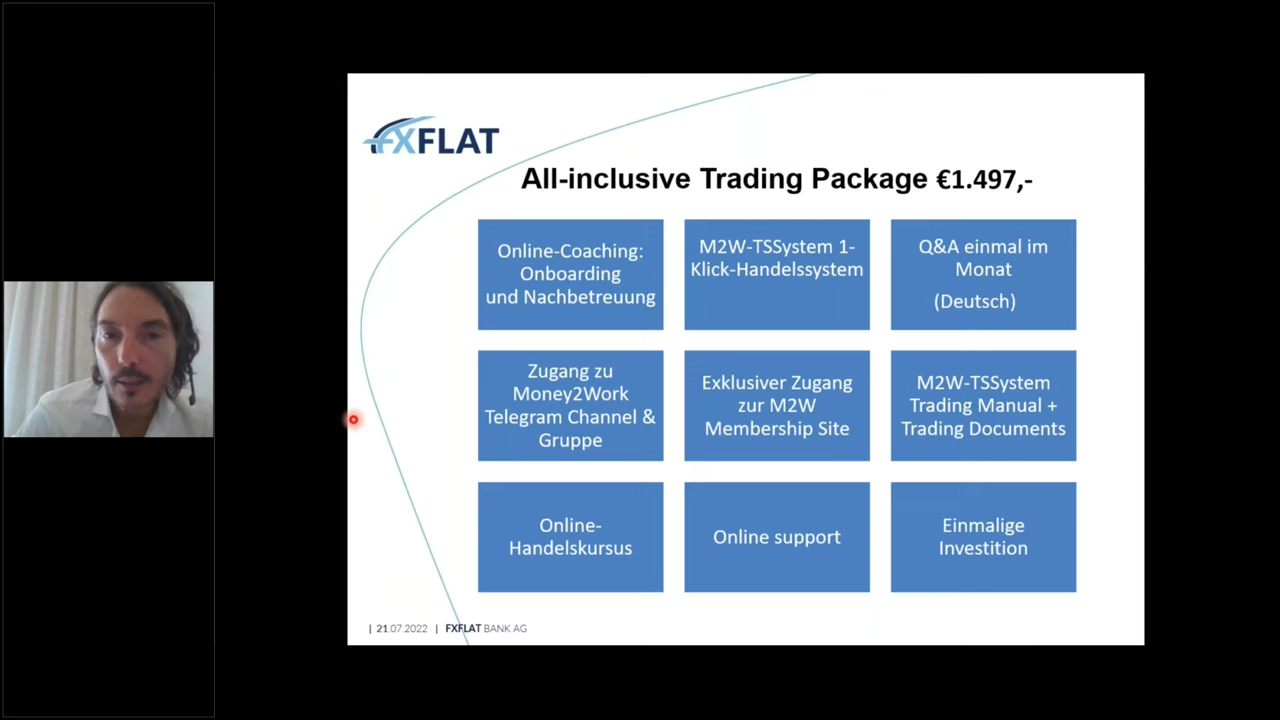 FXFLAT
All-inclusive Trading Package €1.497,-
Online-Coaching:
Onboarding
und Nachbetreuung
M2W-TSSystem 1-
Klick-Handelssystem
Q&A einmal im
Monat
(Deutsch)
Zugang zu
Money2Work
Telegram Channel &
Gruppe
Exklusiver Zugang
zur M2W
Membership Site
M2W-TSSystem
Trading Manual +
Trading Documents
Online-
Handelskursus
Online support
Einmalige
Investition
| 21.07.2022 | FXFLAT BANK AG